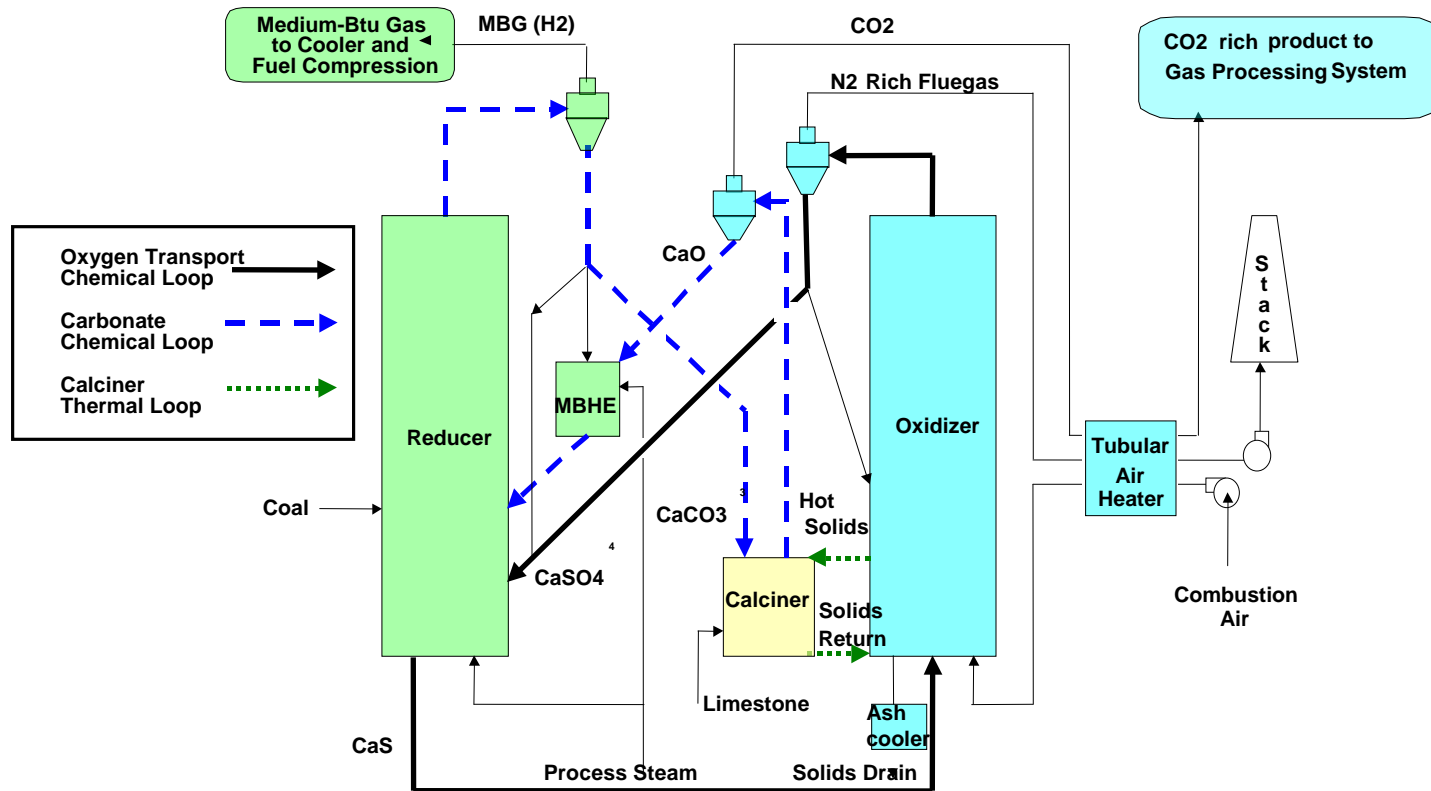 Medium-Btu Gas
to Cooler and
Fuel Compression
MBG (H2)
CO2
N2 Rich Fluegas
CO2 rich product to
Gas Processing System
Oxygen Transport
Chemical Loop
Carbonate
Chemical Loop
Calciner
Thermal Loop
CaO
Stack
MBHE
Reducer
Oxidizer
Tubular
Air
Heater
Coal
3
CaCO3
Hot
Solids
4
CaSO4
Calciner
Solids
Return
Combustion
Air
Limestone
Ash
cooler
CaS
Process Steam
Solids Drain